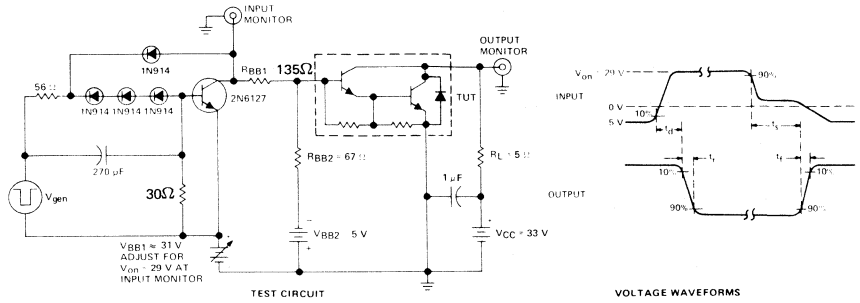 INPUT
MONITOR
OUTPUT
MONITOR
1N914
RBB1
135Ω
56 Ω
1N914 1N914 1N914
2N6127
TUT
270 µF
30Ω
Vgen
RBB2 = 67 Ω
1 µF
RL = 5 Ω
VBB1 ≈ 31 V
ADJUST FOR
Von = 29 V AT
INPUT MONITOR
−
VBB2 5 V
+
+
VCC = 33 V
TEST CIRCUIT
Von = 29 V
90%
INPUT
0 V
10%
5 V
td
ts
tr
tf
10%
10%
OUTPUT
90%
90%
VOLTAGE WAVEFORMS